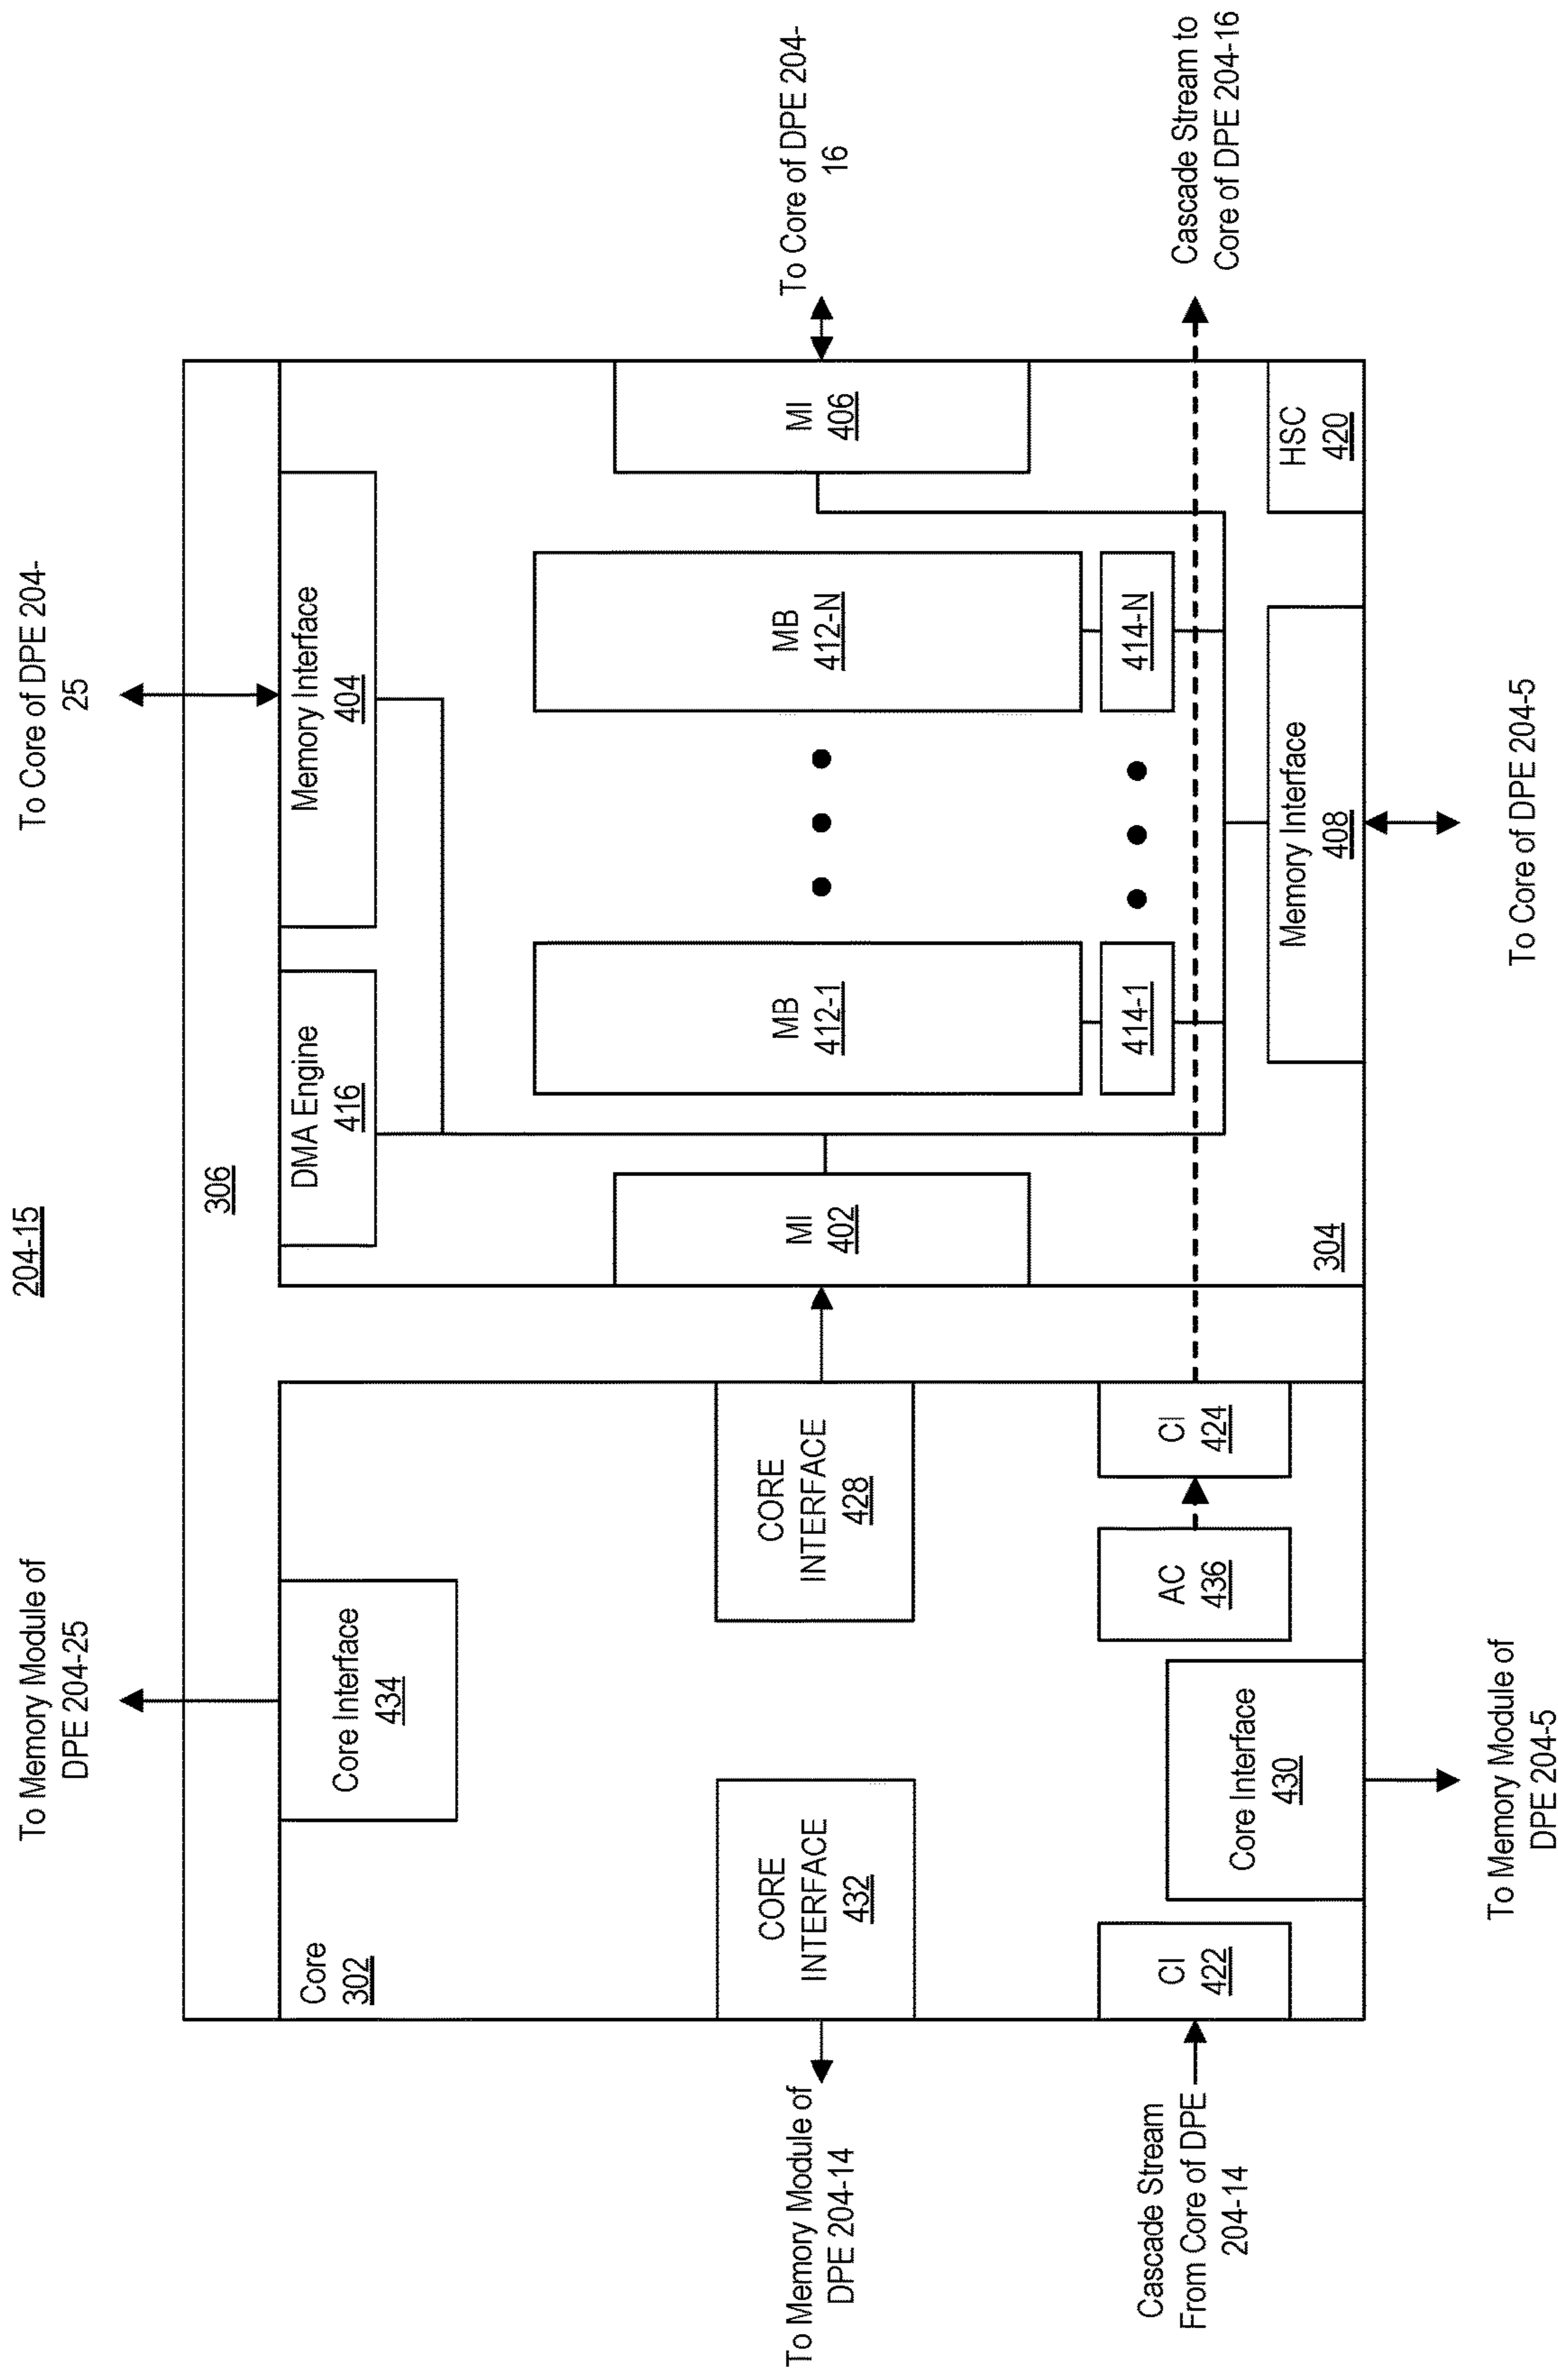 204-15
To Memory Module of
DPE 204-25
To Core of DPE 204-
25
306
Core
302
Core Interface
434
DMA Engine
416
Memory Interface
404
To Memory Module of
DPE 204-14
CORE
INTERFACE
432
CORE
INTERFACE
428
MI
402
MB
412-1
MB
412-N
MI
406
To Core of DPE 204-
16
414-1
414-N
Cascade Stream
From Core of DPE
204-14
CI
422
Core Interface
430
AC
436
CI
424
Cascade Stream to
Core of DPE 204-16
304
Memory Interface
408
HSC
420
To Memory Module of
DPE 204-5
To Core of DPE 204-5